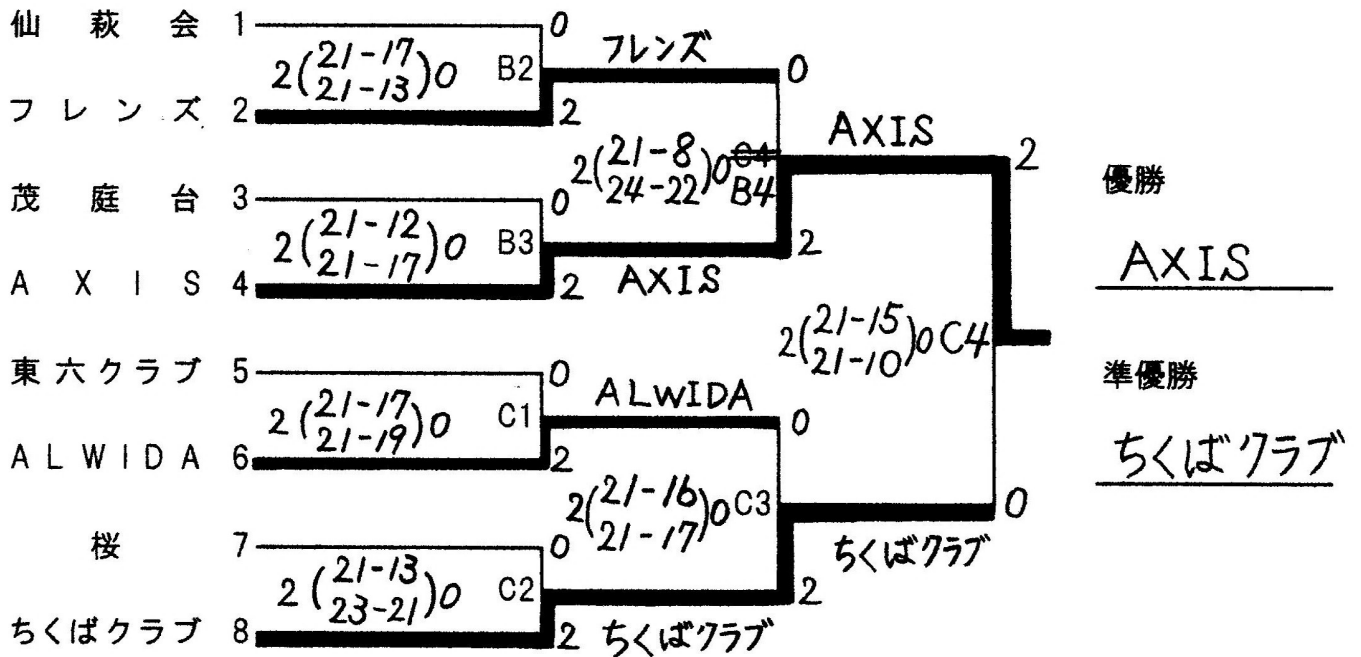 仙萩会 1 0
2(21-17 21-13)0 B2 フレンズ 0
フレンズ 2 2
2(21-8 24-22)0 C4 B4 AXIS 2
茂庭台 3 0
2(21-12 21-17)0 B3 2
AXIS 4 2 AXIS
優勝
AXIS
2(21-15 21-10)0 C4
東六クラブ 5 0
2(21-17 21-19)0 C1 ALWIDA 0
ALWIDA 6 2
準優勝
ちくばクラブ
2(21-16 21-17)0 C3 0
桜 7 0 ちくばクラブ
2(21-13 23-21)0 C2 2
ちくばクラブ 8 2 ちくばクラブ